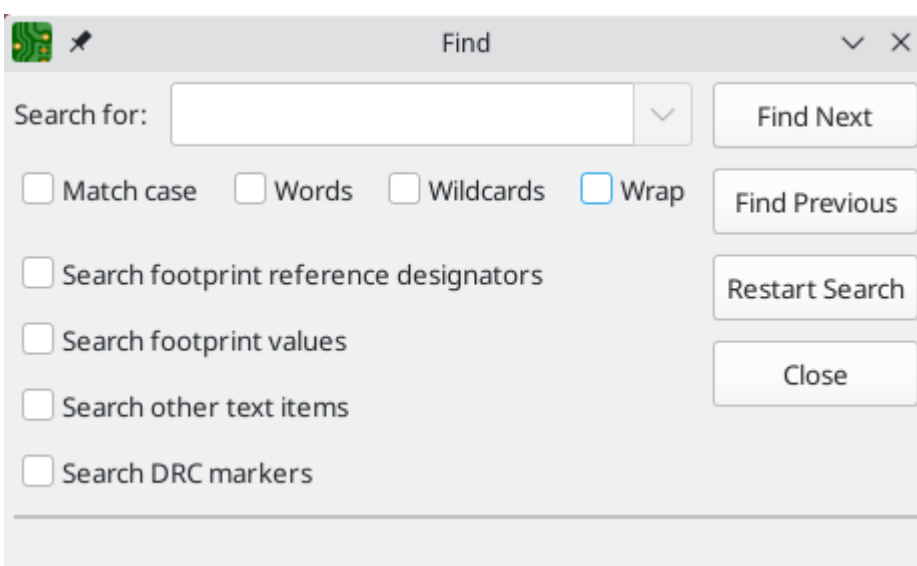 Find
Search for:
Find Next
Match case Words Wildcards Wrap
Find Previous
Search footprint reference designators
Restart Search
Search footprint values
Close
Search other text items
Search DRC markers